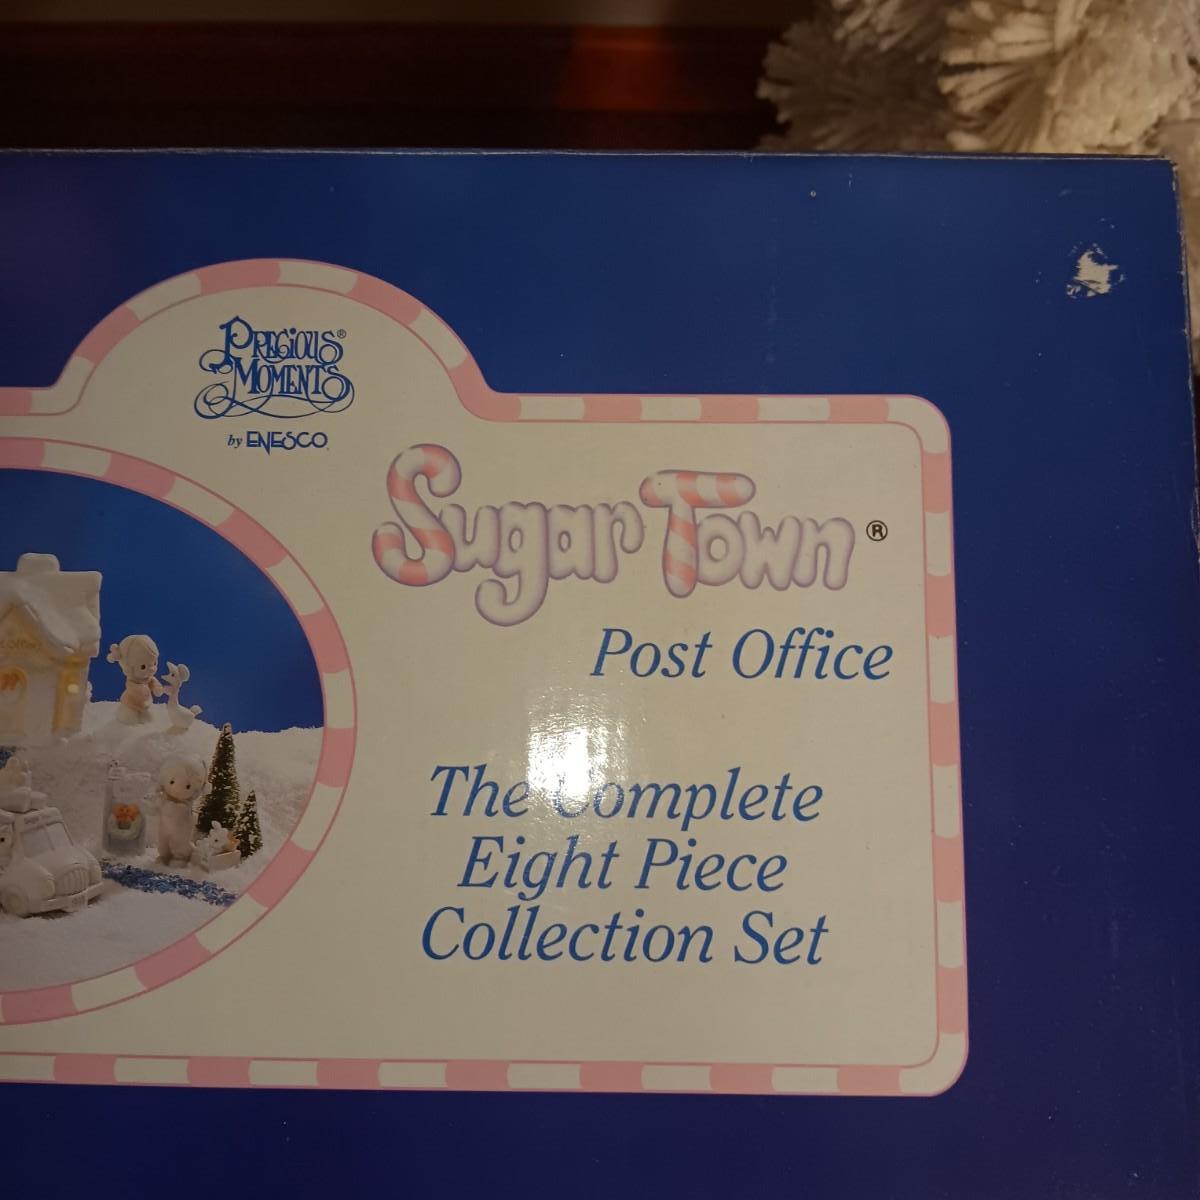 PRECIOUS®
MOMENTS
by ENESCO
Sugar Town ®
Post Office
The Complete
Eight Piece
Collection Set